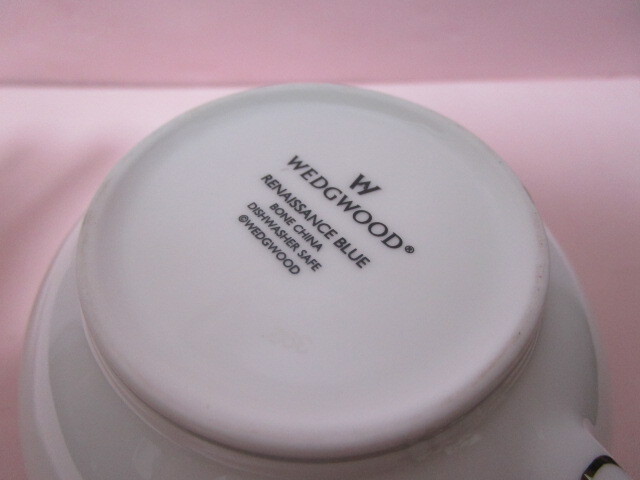 W
WEDGWOOD®
RENAISSANCE BLUE
BONE CHINA
DISHWASHER SAFE
©WEDGWOOD